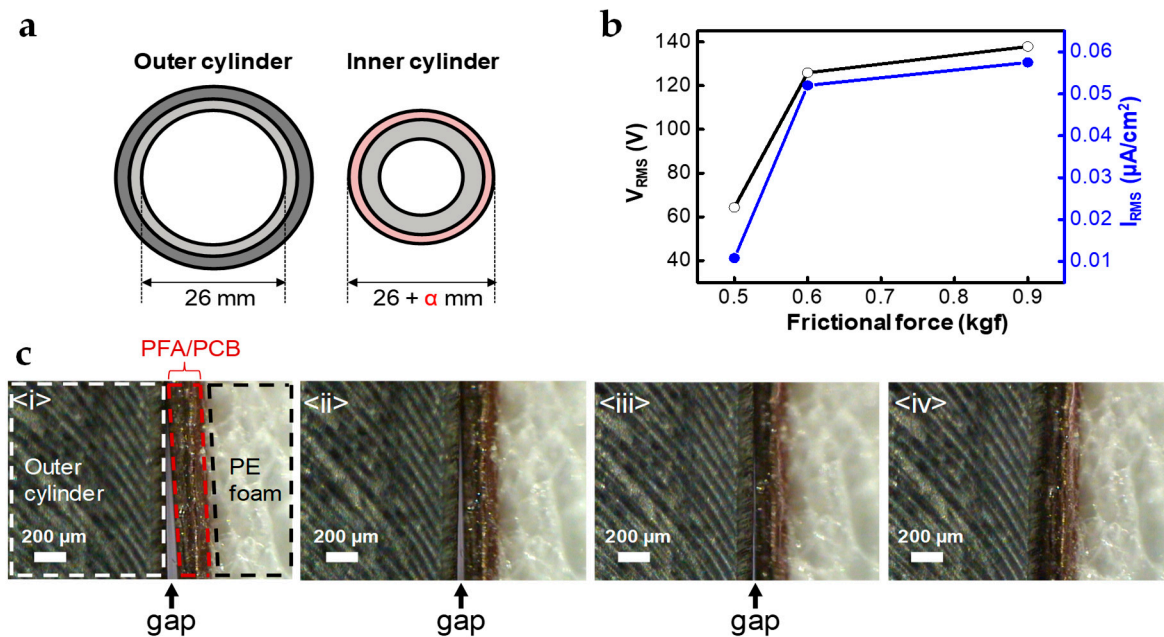 a
Outer cylinder
Inner cylinder
26 mm
26 + α mm
b
140
120
100
80
60
40
V_RMS (V)
0.06
0.05
0.04
0.03
0.02
0.01
I_RMS (µA/cm²)
0.5 0.6 0.7 0.8 0.9
Frictional force (kgf)
c
PFA/PCB
<i>
<ii>
<iii>
<iv>
Outer
cylinder
PE
foam
200 µm
200 µm
200 µm
200 µm
gap
gap
gap